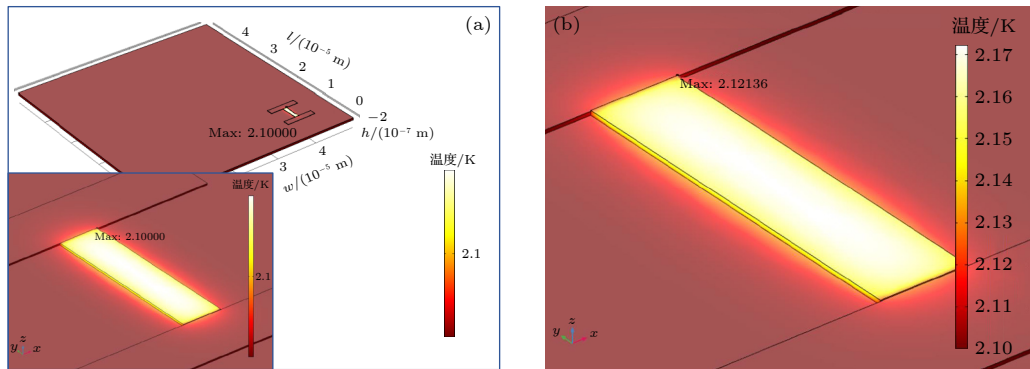 (a)
4
3
2
1
0
l/(10⁻⁵ m)
−2
h/(10⁻⁷ m)
Max: 2.10000
4
3
w/(10⁻⁵ m)
温度/K
2.1
温度/K
Max: 2.10000
2.1
z
y
x
(b)
温度/K
Max: 2.12136
2.17
2.16
2.15
2.14
2.13
2.12
2.11
2.10
z
y
x